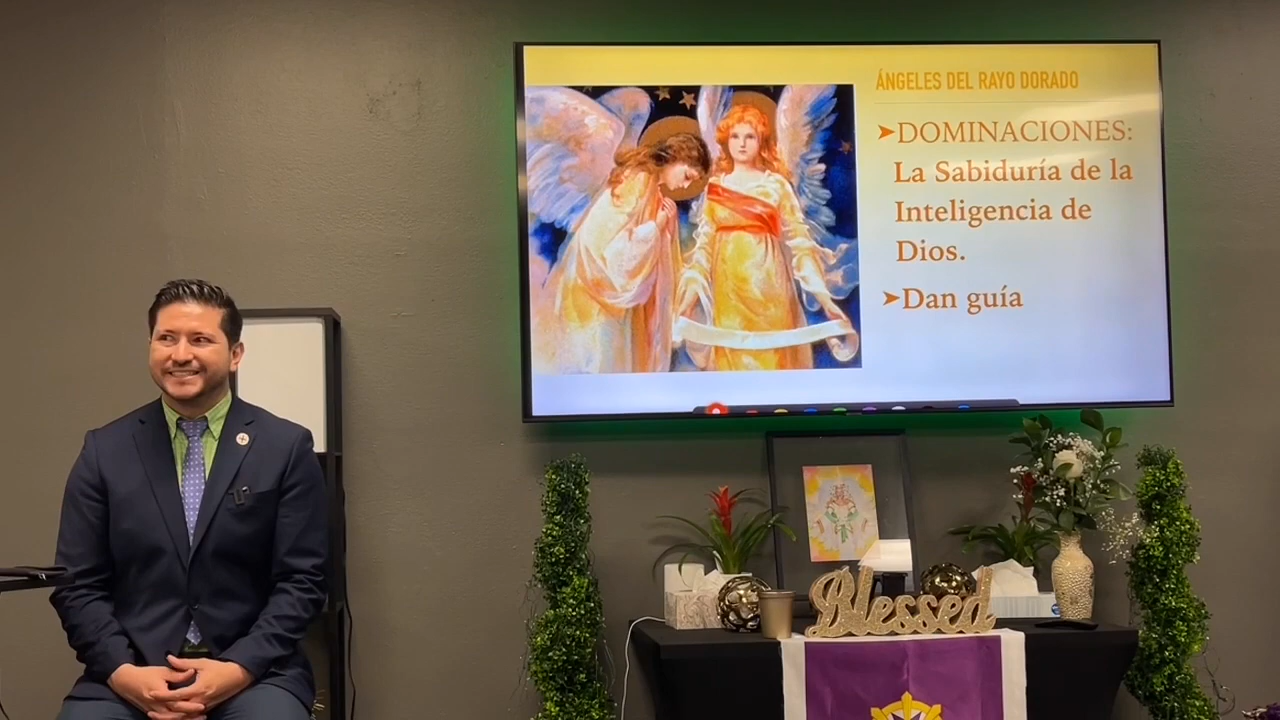 ÁNGELES DEL RAYO DORADO
➤DOMINACIONES:
La Sabiduría de la
Inteligencia de
Dios.
➤Dan guía
Blessed